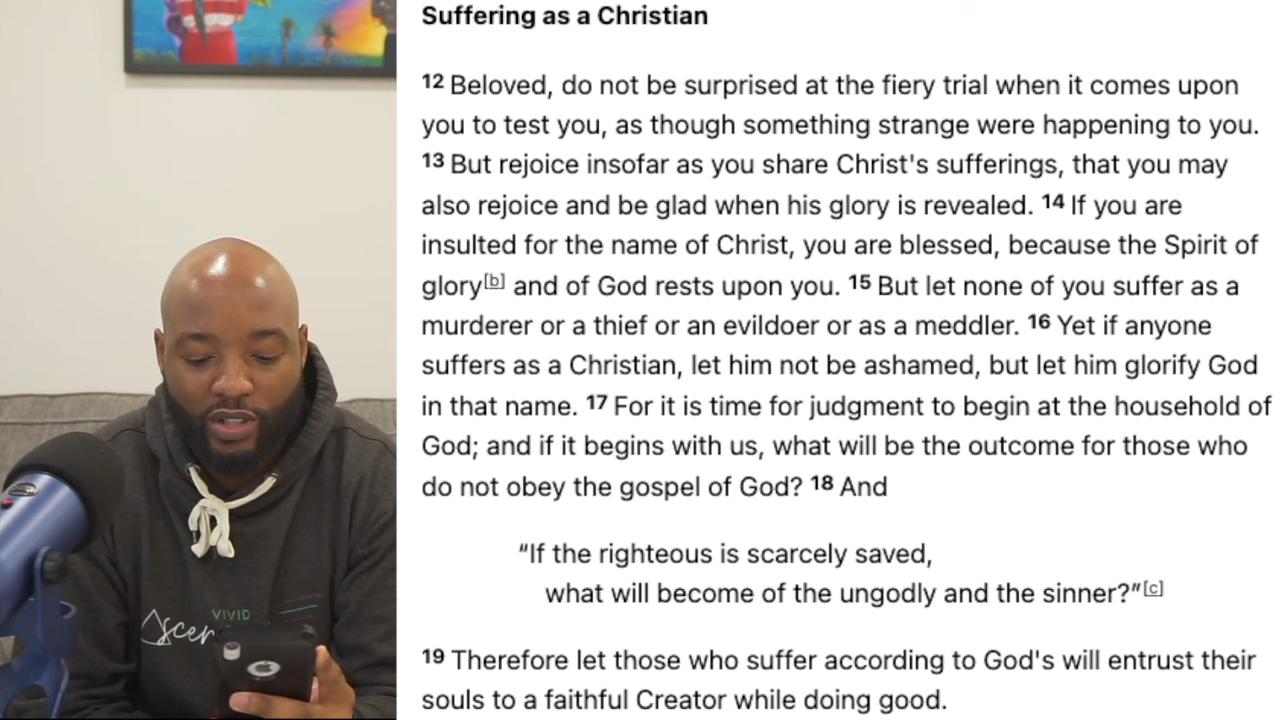 Suffering as a Christian
12 Beloved, do not be surprised at the fiery trial when it comes upon
you to test you, as though something strange were happening to you.
13 But rejoice insofar as you share Christ's sufferings, that you may
also rejoice and be glad when his glory is revealed. 14 If you are
insulted for the name of Christ, you are blessed, because the Spirit of
glory[b] and of God rests upon you. 15 But let none of you suffer as a
murderer or a thief or an evildoer or as a meddler. 16 Yet if anyone
suffers as a Christian, let him not be ashamed, but let him glorify God
in that name. 17 For it is time for judgment to begin at the household of
God; and if it begins with us, what will be the outcome for those who
do not obey the gospel of God? 18 And
“If the righteous is scarcely saved,
what will become of the ungodly and the sinner?”[c]
19 Therefore let those who suffer according to God's will entrust their
souls to a faithful Creator while doing good.
VIVID